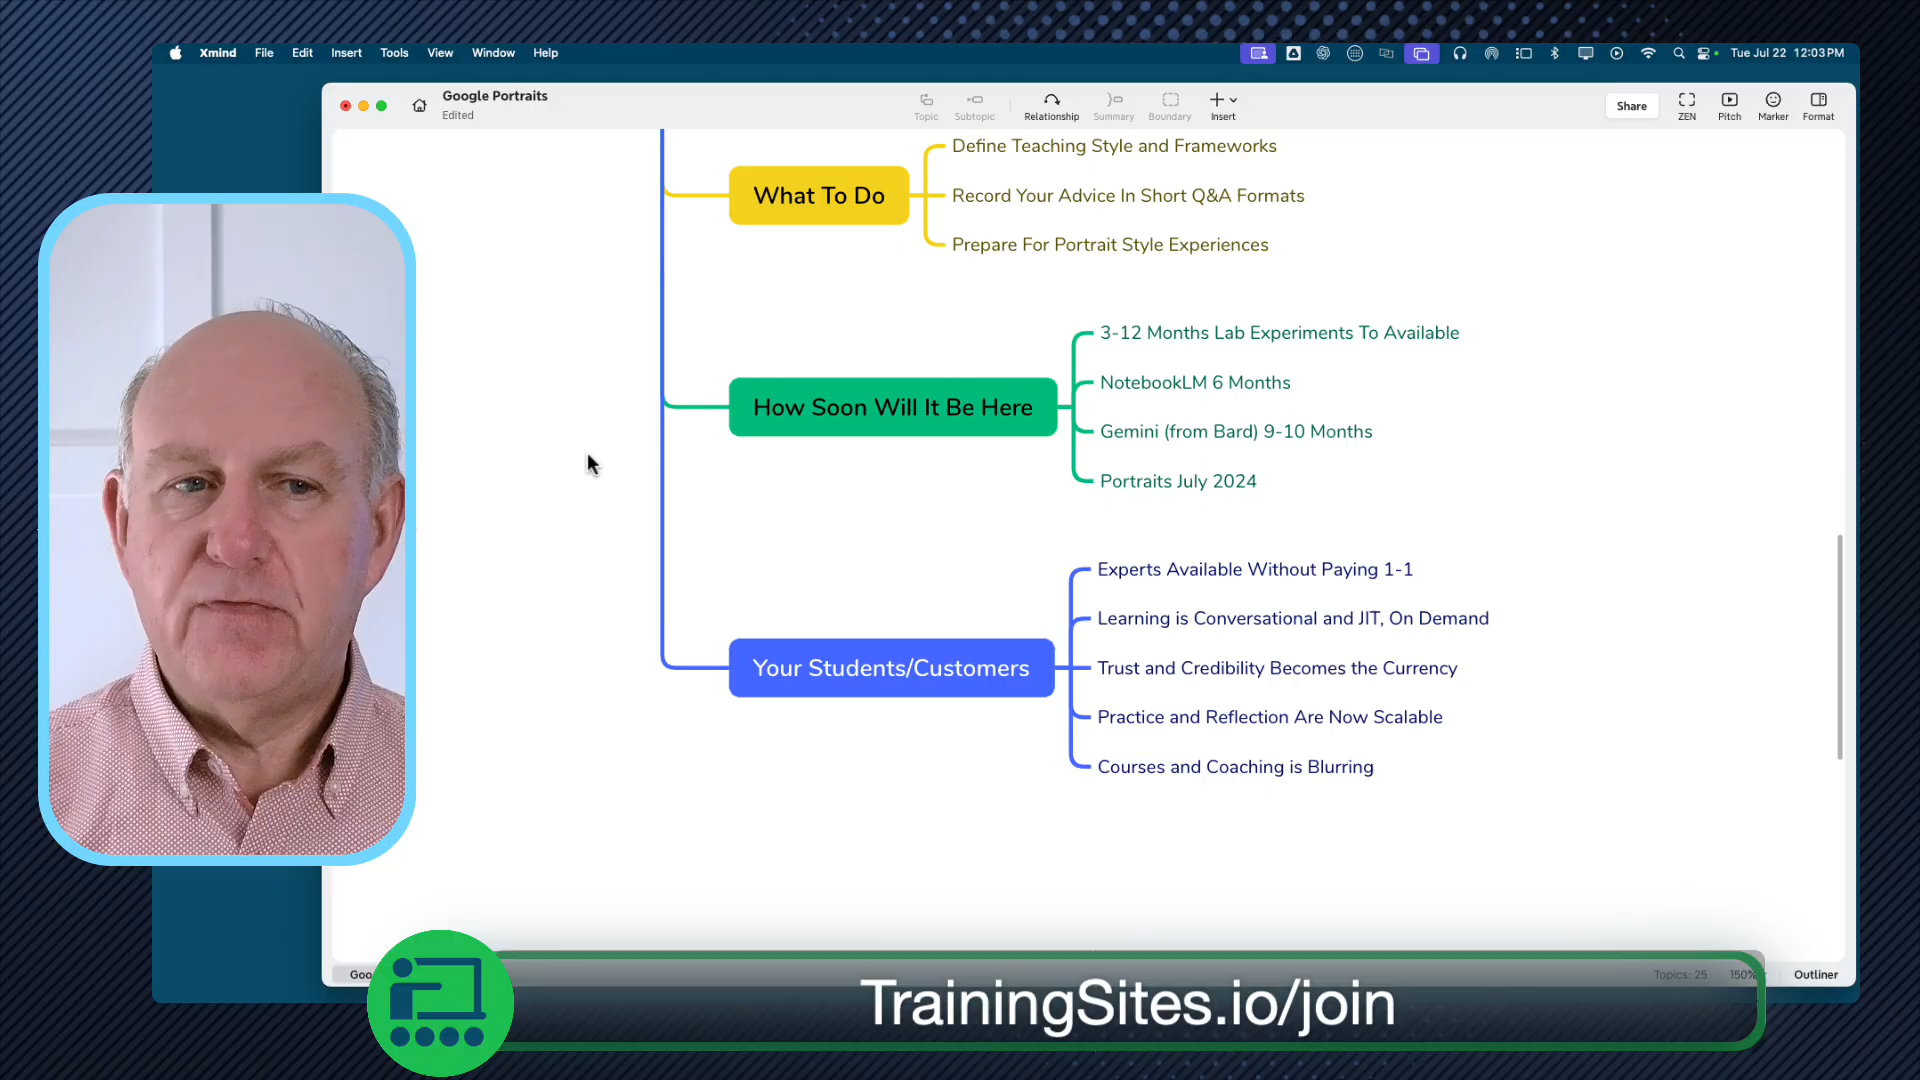 Xmind File Edit Insert Tools View Window Help
Tue Jul 22 12:03 PM
Google Portraits
Edited
Topic Subtopic Relationship Summary Boundary Insert
Share ZEN Pitch Marker Format
Define Teaching Style and Frameworks
What To Do
Record Your Advice In Short Q&A Formats
Prepare For Portrait Style Experiences
3-12 Months Lab Experiments To Available
NotebookLM 6 Months
How Soon Will It Be Here
Gemini (from Bard) 9-10 Months
Portraits July 2024
Experts Available Without Paying 1-1
Learning is Conversational and JIT, On Demand
Your Students/Customers
Trust and Credibility Becomes the Currency
Practice and Reflection Are Now Scalable
Courses and Coaching is Blurring
Topics: 25 150% Outliner
TrainingSites.io/join